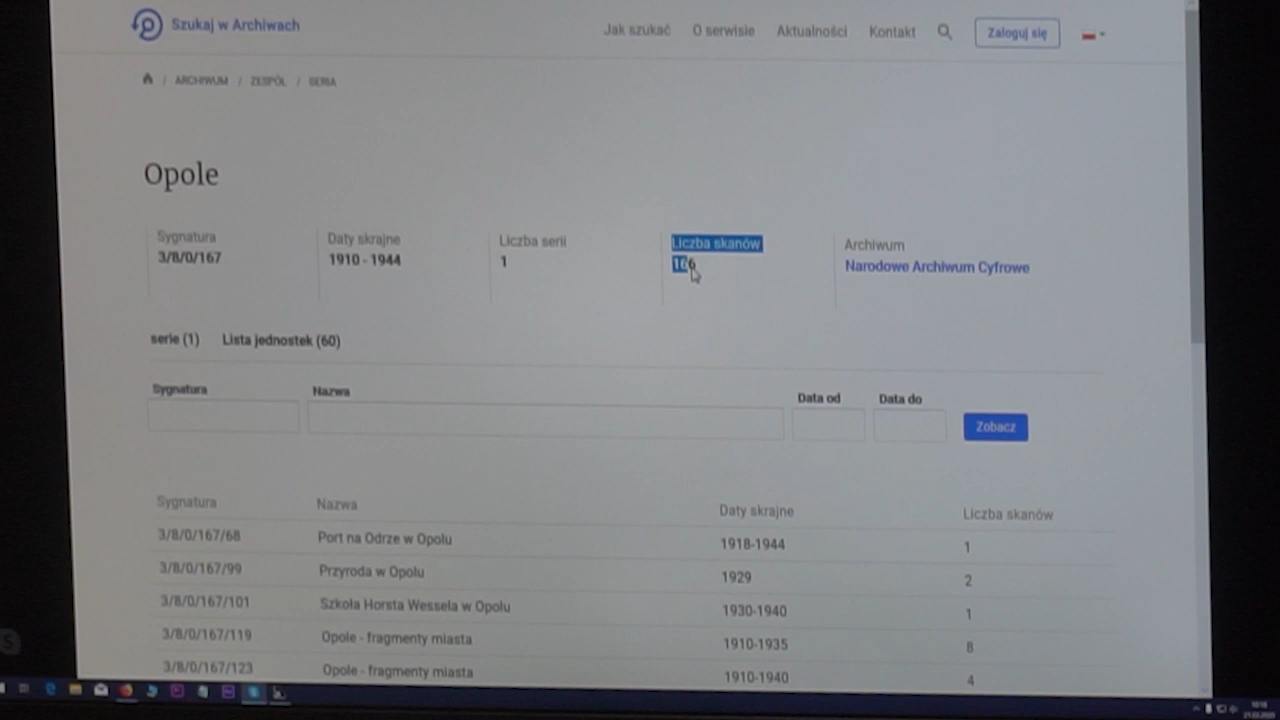 Szukaj w Archiwach
Jak szukać O serwisie Aktualności Kontakt Zaloguj się
/ ARCHIWUM / ZESPÓŁ / SERIA
Opole
Sygnatura Daty skrajne Liczba serii Liczba skanów Archiwum
3/8/0/167 1910 - 1944 1 166 Narodowe Archiwum Cyfrowe
serie (1) Lista jednostek (60)
Sygnatura Nazwa Data od Data do
Zobacz
Sygnatura Nazwa Daty skrajne Liczba skanów
3/8/0/167/68 Port na Odrze w Opolu 1918-1944 1
3/8/0/167/99 Przyroda w Opolu 1929 2
3/8/0/167/101 Szkoła Horsta Wessela w Opolu 1930-1940 1
3/8/0/167/119 Opole - fragmenty miasta 1910-1935 8
3/8/0/167/123 Opole - fragmenty miasta 1910-1940 4